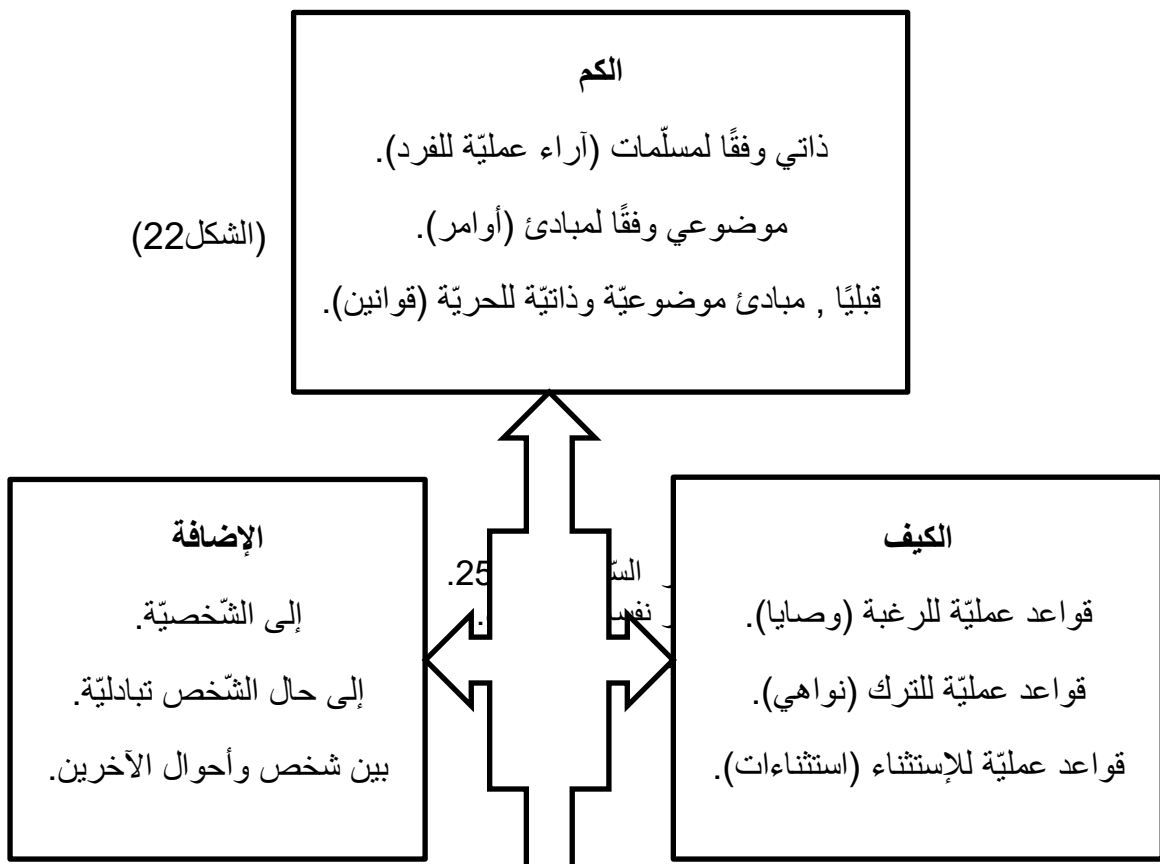 الكم
ذاتي وفقًا لمسلّمات (آراء عمليّة للفرد).
موضوعي وفقًا لمبادئ (أوامر).
قبليًا , مبادئ موضوعيّة وذاتيّة للحريّة (قوانين).
(الشكل22)
الكيف
قواعد عمليّة للرغبة (وصايا).
قواعد عمليّة للترك (نواهي).
قواعد عمليّة للإستثناء (استثناءات).
25.
الإضافة
إلى الشّخصيّة.
إلى حال الشّخص تبادليّة.
بين شخص وأحوال الآخرين.